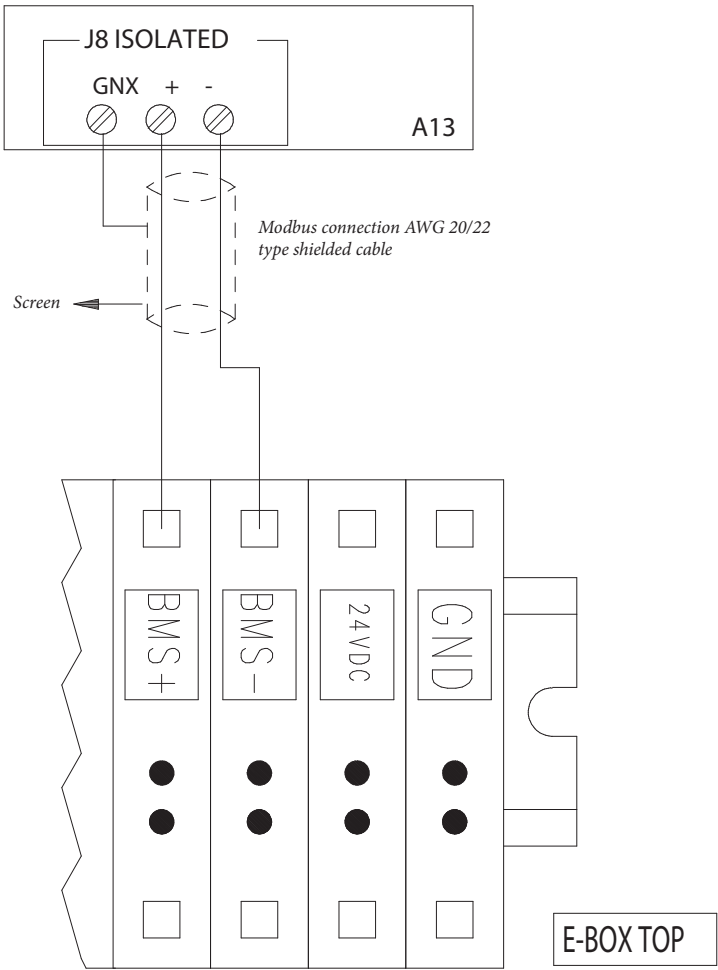 J8 ISOLATED
GNX + -
A13
Modbus connection AWG 20/22
type shielded cable
Screen
BMS+
BMS-
24VDC
GND
E-BOX TOP